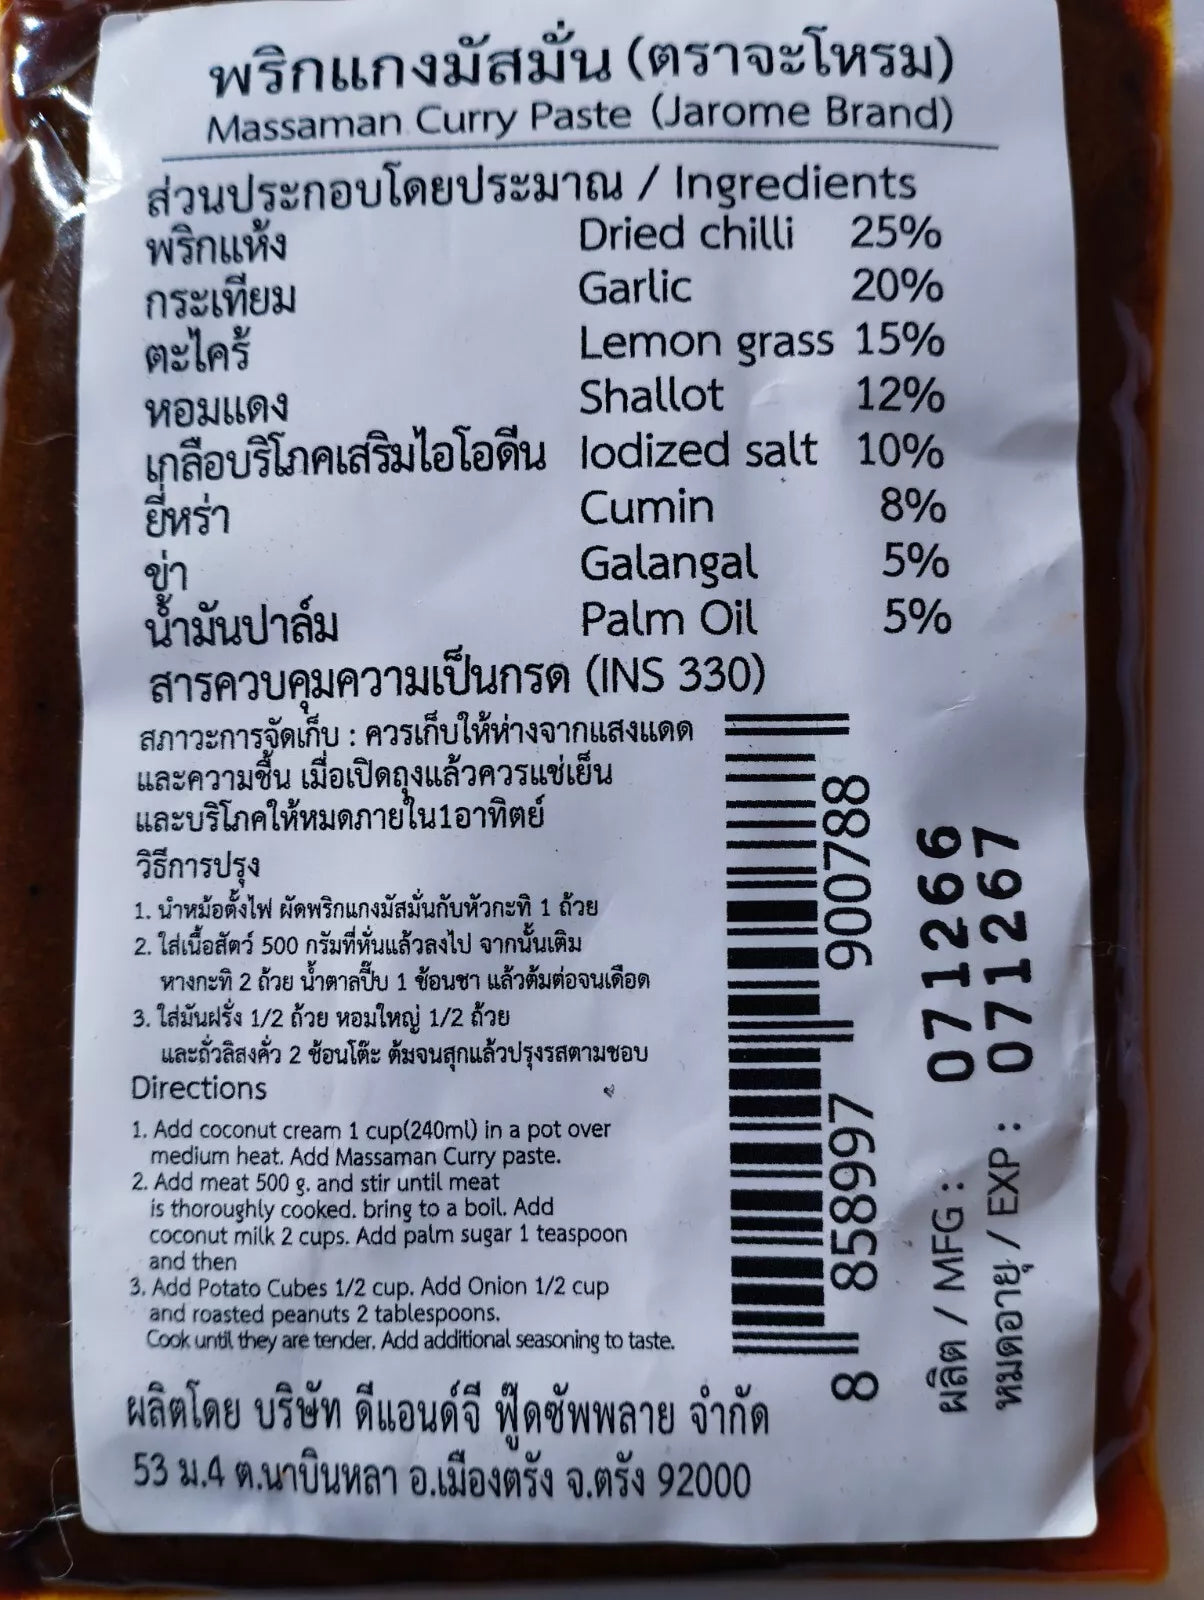 พริกแกงมัสมั่น (ตราจะโหรม)
Massaman Curry Paste (Jarome Brand)
ส่วนประกอบโดยประมาณ / Ingredients
พริกแห้ง Dried chilli 25%
กระเทียม Garlic 20%
ตะไคร้ Lemon grass 15%
หอมแดง Shallot 12%
เกลือบริโภคเสริมไอโอดีน Iodized salt 10%
ยี่หร่า Cumin 8%
ข่า Galangal 5%
น้ำมันปาล์ม Palm Oil 5%
สารควบคุมความเป็นกรด (INS 330)
สภาวะการจัดเก็บ : ควรเก็บให้ห่างจากแสงแดด
และความชื้น เมื่อเปิดถุงแล้วควรแช่เย็น
และบริโภคให้หมดภายใน1อาทิตย์
วิธีการปรุง
1. นำหม้อตั้งไฟ ผัดพริกแกงมัสมั่นกับหัวกะทิ 1 ถ้วย
2. ใส่เนื้อสัตว์ 500 กรัมที่หั่นแล้วลงไป จากนั้นเติม
หางกะทิ 2 ถ้วย น้ำตาลปี๊บ 1 ช้อนชา แล้วต้มต่อจนเดือด
3. ใส่มันฝรั่ง 1/2 ถ้วย หอมใหญ่ 1/2 ถ้วย
และถั่วลิสงคั่ว 2 ช้อนโต๊ะ ต้มจนสุกแล้วปรุงรสตามชอบ
Directions
1. Add coconut cream 1 cup(240ml) in a pot over
medium heat. Add Massaman Curry paste.
2. Add meat 500 g. and stir until meat
is thoroughly cooked. bring to a boil. Add
coconut milk 2 cups. Add palm sugar 1 teaspoon
and then
3. Add Potato Cubes 1/2 cup. Add Onion 1/2 cup
and roasted peanuts 2 tablespoons.
Cook until they are tender. Add additional seasoning to taste.
ผลิตโดย บริษัท ดีแอนด์จี ฟู๊ดซัพพลาย จำกัด
53 ม.4 ต.นาบินหลา อ.เมืองตรัง จ.ตรัง 92000
8 858997 900788
ผลิต / MFG : 071266
หมดอายุ / EXP : 071267